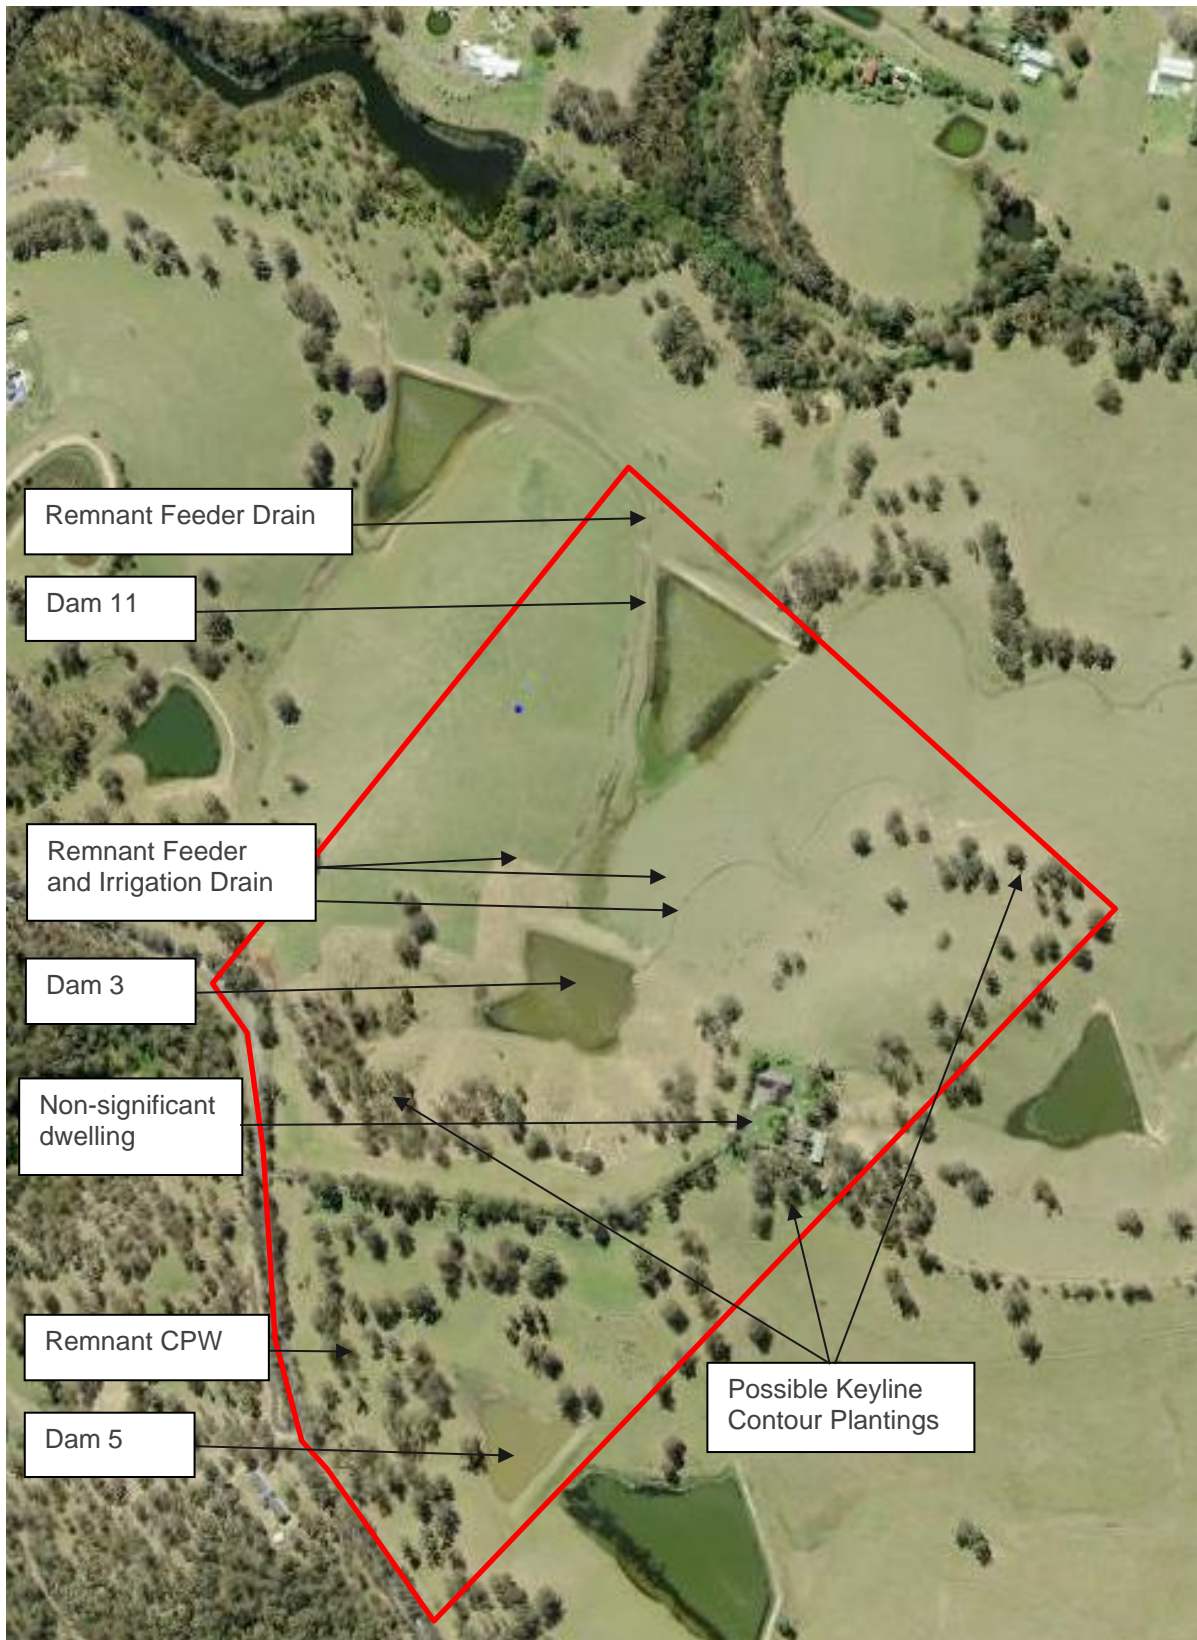 Remnant Feeder Drain
Dam 11
Remnant Feeder
and Irrigation Drain
Dam 3
Non-significant
dwelling
Remnant CPW
Possible Keyline
Contour Plantings
Dam 5